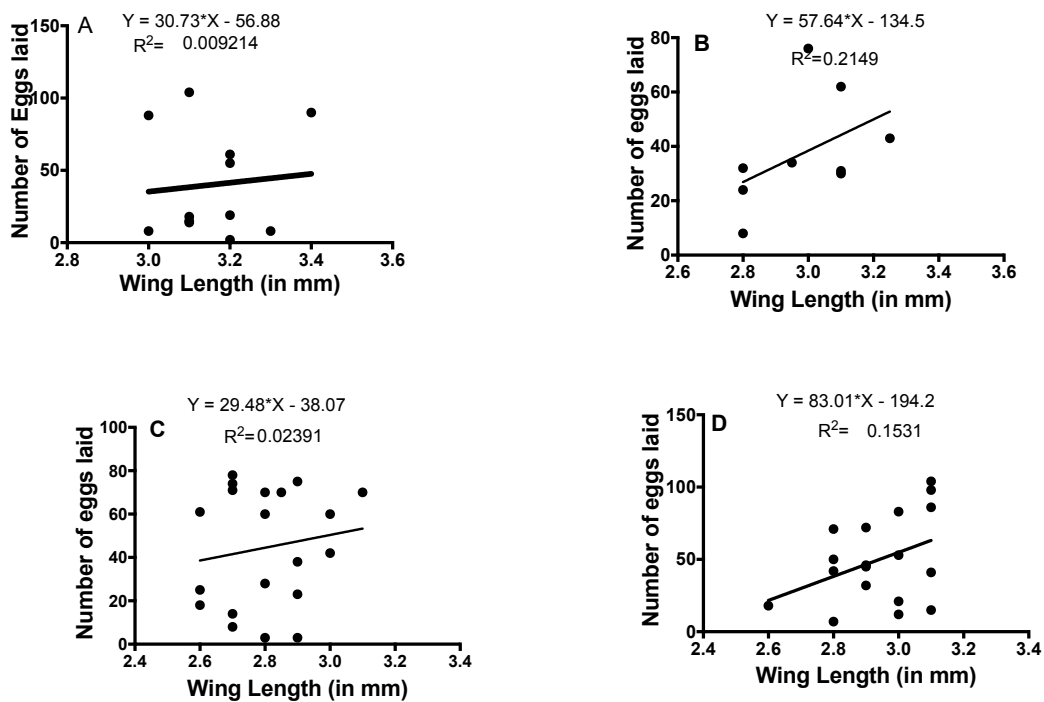 A
Y = 30.73*X - 56.88
R2= 0.009214
150
100
50
0
2.8 3.0 3.2 3.4 3.6
Number of Eggs laid
Wing Length (in mm)
B
Y = 57.64*X - 134.5
R2=0.2149
80
60
40
20
0
2.6 2.8 3.0 3.2 3.4 3.6
Number of eggs laid
Wing Length (in mm)
C
Y = 29.48*X - 38.07
R2=0.02391
100
80
60
40
20
0
2.4 2.6 2.8 3.0 3.2 3.4
Number of eggs laid
Wing Length (in mm)
D
Y = 83.01*X - 194.2
R2= 0.1531
150
100
50
0
2.4 2.6 2.8 3.0 3.2 3.4
Number of eggs laid
Wing Length (in mm)